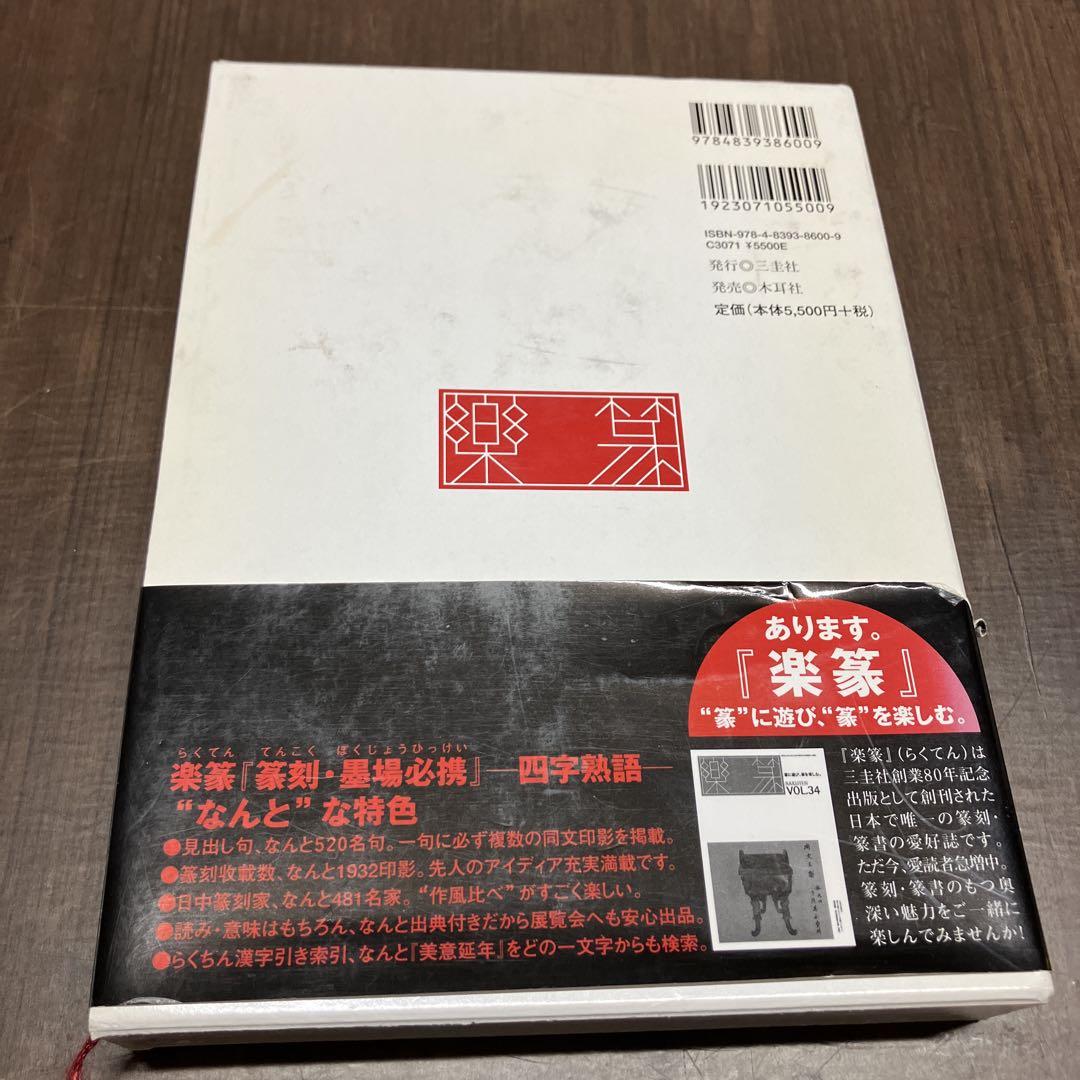 9784839386009
1923071055009
ISBN-978-4-8393-8600-9
C3071 ¥5500E
発行◎三圭社
発売◎木耳社
定価(本体5,500円+税)
樂篆
あります。
『楽篆』
“篆”に遊び、“篆”を楽しむ。
らくてん てんこく ぼくじょうひっけい
楽篆『篆刻・墨場必携』—四字熟語—
“なんと”な特色
●見出し句、なんと520名句。一句に必ず複数の同文印影を掲載。
●篆刻収載数、なんと1932印影。先人のアイディア充実満載です。
●日中篆刻家、なんと481名家。“作風比べ”がすごく楽しい。
●読み・意味はもちろん、なんと出典付きだから展覧会へも安心出品。
●らくちん漢字引き索引、なんと『美意延年』をどの一文字からも検索。
樂篆
篆に遊び、篆を楽しむ。
RAKUTEN
VOL.34
『楽篆』(らくてん)は
三圭社創業80年記念
出版として創刊された
日本で唯一の篆刻・
篆書の愛好誌です。
ただ今、愛読者急増中。
篆刻・篆書のもつ奥
深い魅力をご一緒に
楽しんでみませんか!